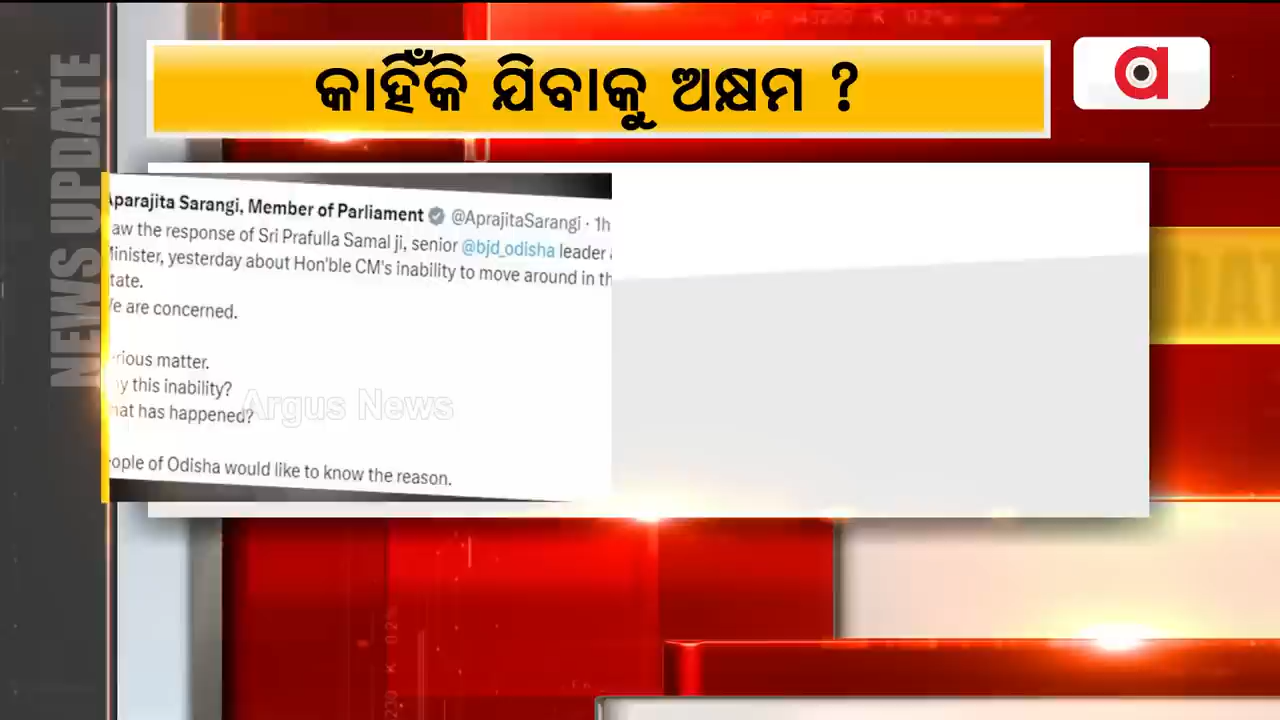 କାହିଁକି ଯିବାକୁ ଅକ୍ଷମ ?
NEWS UPDATE
Aparajita Sarangi, Member of Parliament @AprajitaSarangi · 1h
aw the response of Sri Prafulla Samal ji, senior @bjd_odisha leader
Minister, yesterday about Hon'ble CM's inability to move around in th
tate.
We are concerned.
rious matter.
y this inability?
hat has happened?
ople of Odisha would like to know the reason.
Argus News